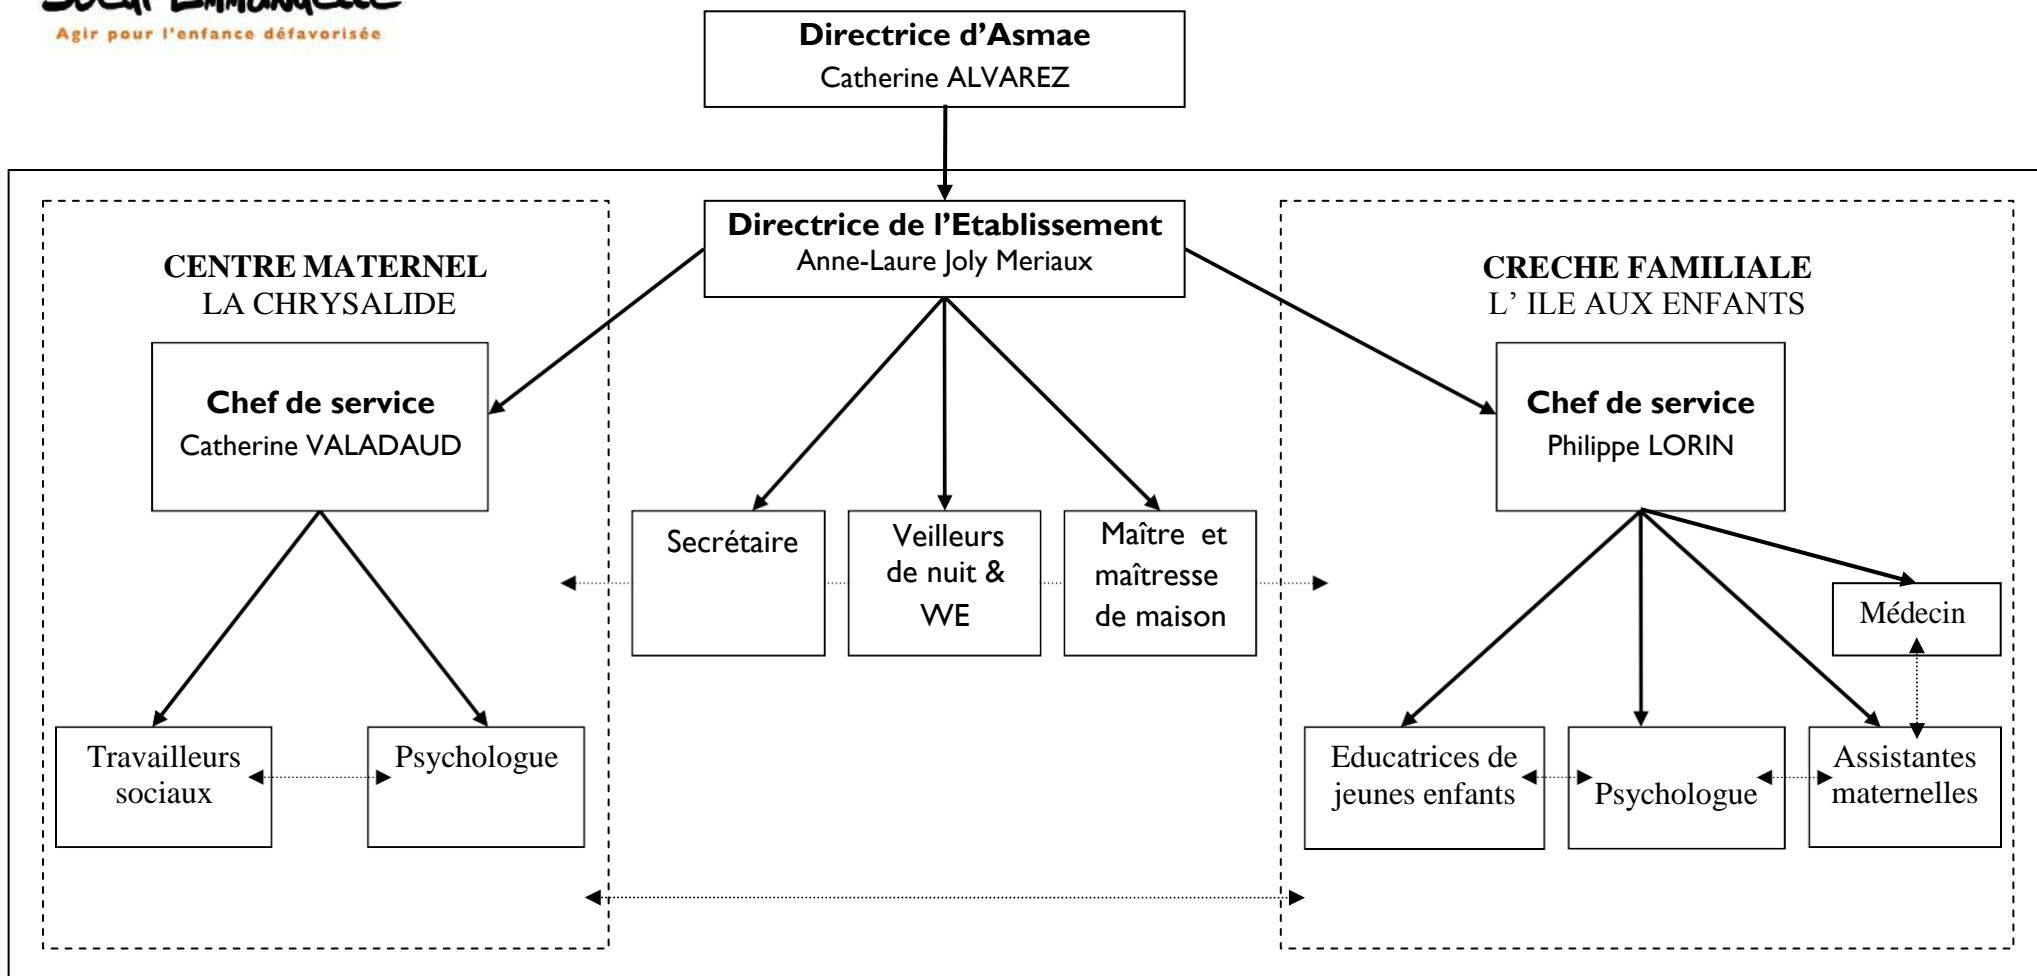 Sœur Emmanuelle
Agir pour l'enfance défavorisée
Directrice d'Asmae
Catherine ALVAREZ
Directrice de l'Etablissement
Anne-Laure Joly Meriaux
CENTRE MATERNEL
LA CHRYSALIDE
Chef de service
Catherine VALADAUD
CRECHE FAMILIALE
L' ILE AUX ENFANTS
Chef de service
Philippe LORIN
Secrétaire
Veilleurs
de nuit &
WE
Maître et
maîtresse
de maison
Médecin
Travailleurs
sociaux
Psychologue
Educatrices de
jeunes enfants
Psychologue
Assistantes
maternelles